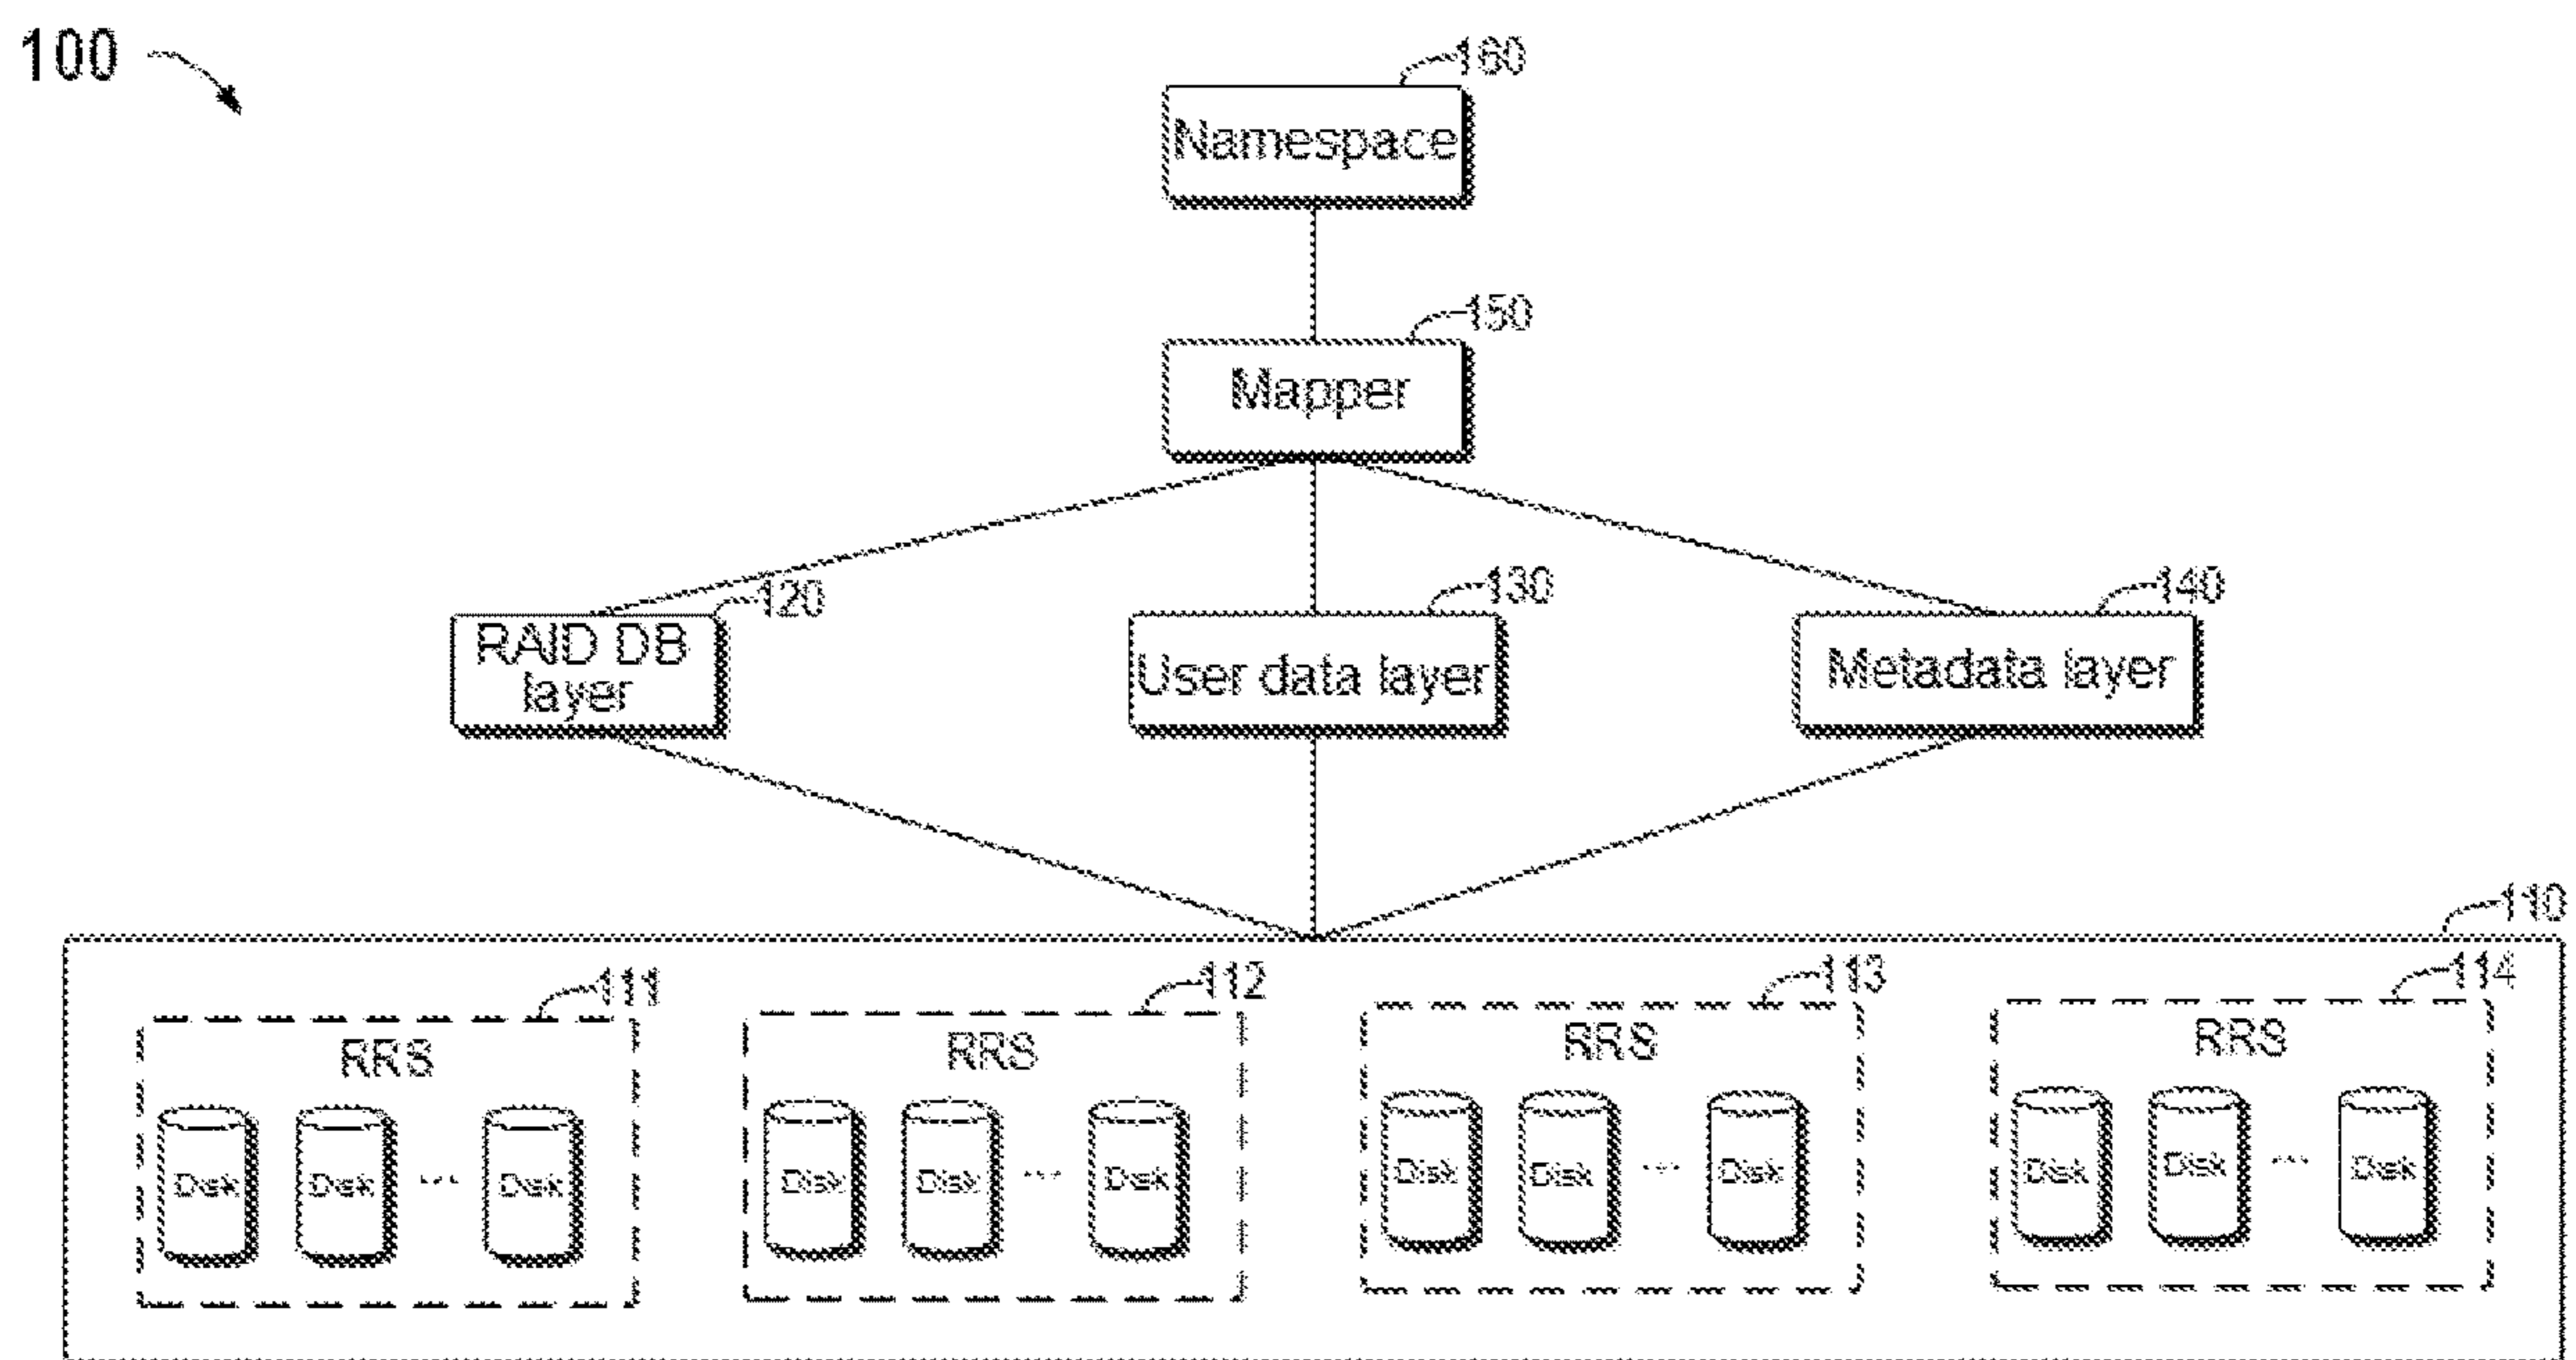 100
160
Namespace
150
Mapper
120
130
140
RAID DB
layer
User data layer
Metadata layer
110
111
112
113
114
RRS
RRS
RRS
RRS
Disk Disk ... Disk
Disk Disk ... Disk
Disk Disk ... Disk
Disk Disk ... Disk